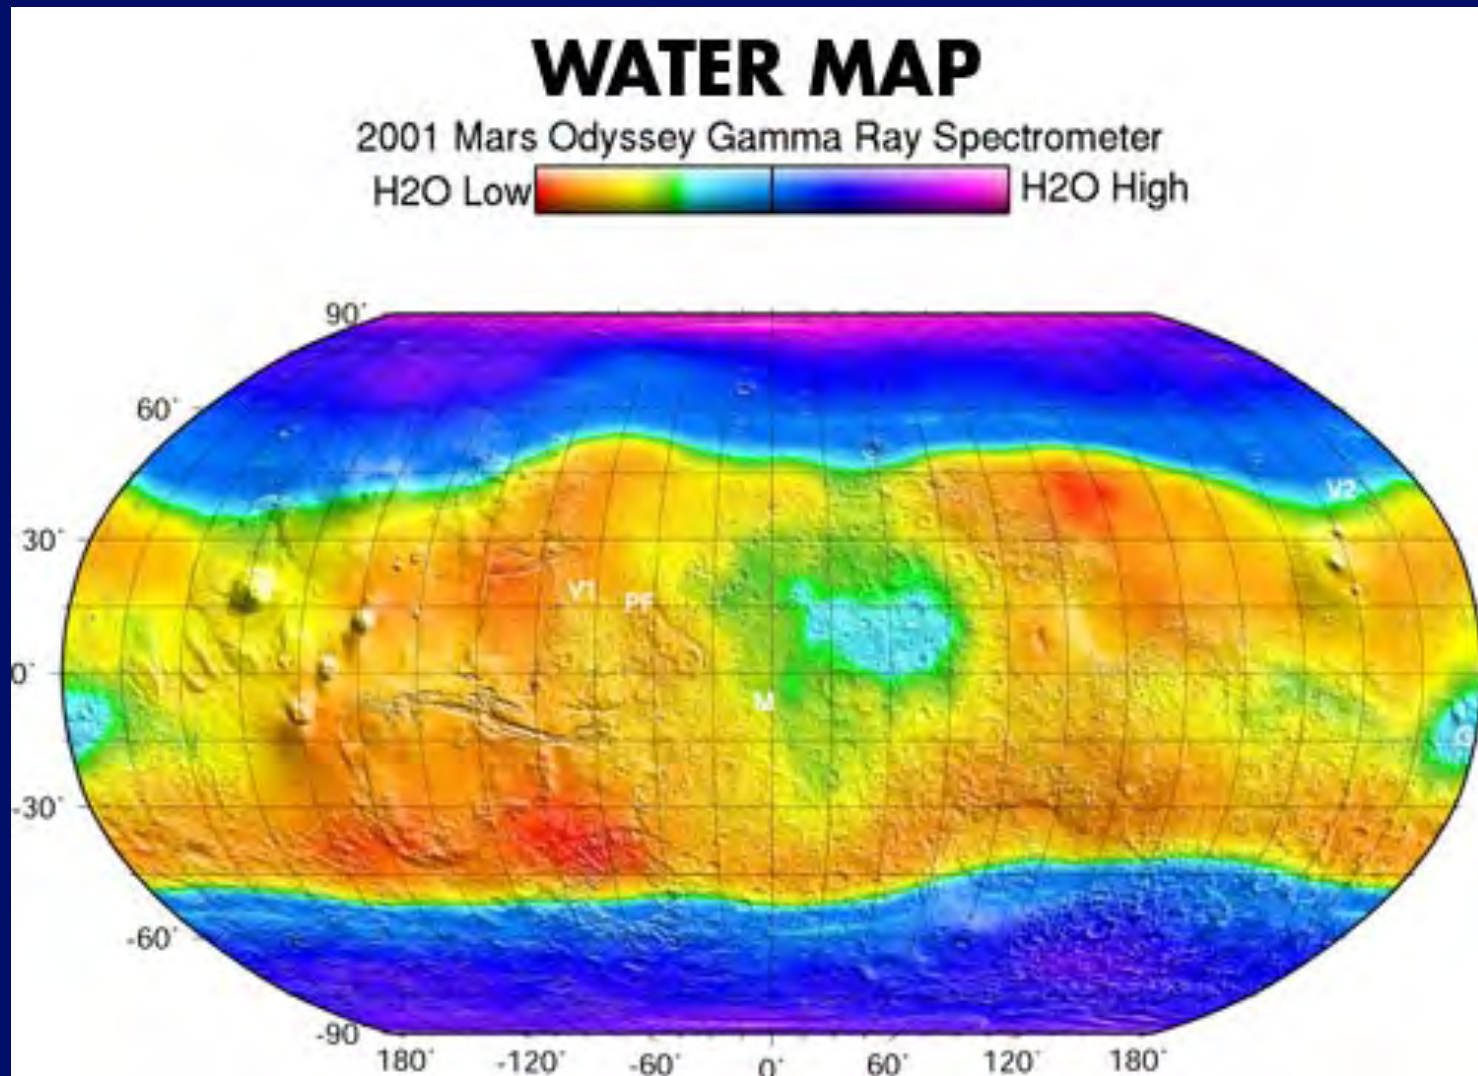 WATER MAP
2001 Mars Odyssey Gamma Ray Spectrometer
H2O Low H2O High
90°
60°
V2
30°
V1 PF
0°
M
G
-30°
-60°
-90
180° -120° -60° 0° 60° 120° 180°